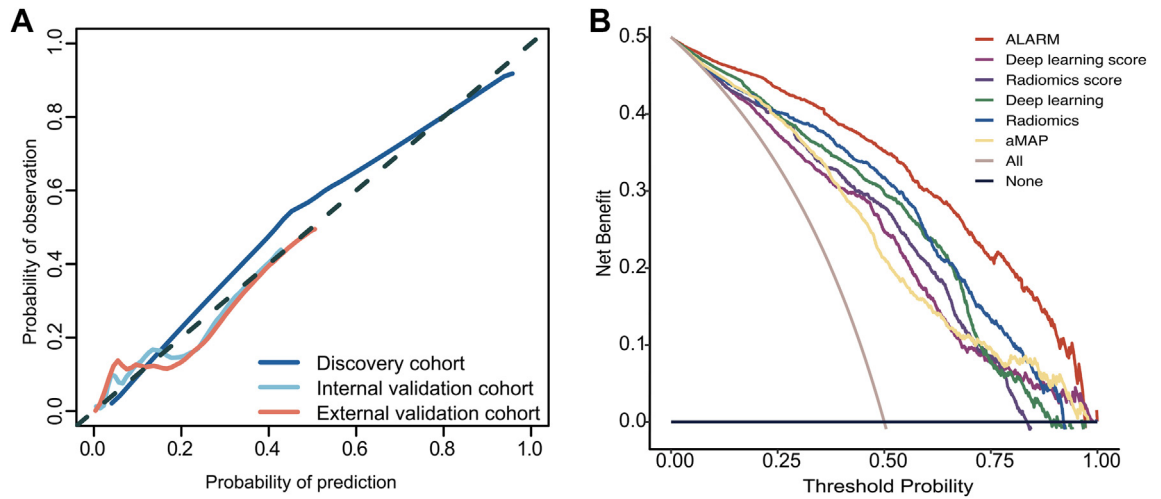 A
Probability of observation
1.0
0.8
0.6
0.4
0.2
0.0
Discovery cohort
Internal validation cohort
External validation cohort
0.0 0.2 0.4 0.6 0.8 1.0
Probability of prediction
B
Net Benefit
0.5
0.4
0.3
0.2
0.1
0.0
ALARM
Deep learning score
Radiomics score
Deep learning
Radiomics
aMAP
All
None
0.00 0.25 0.50 0.75 1.00
Threshold Probility